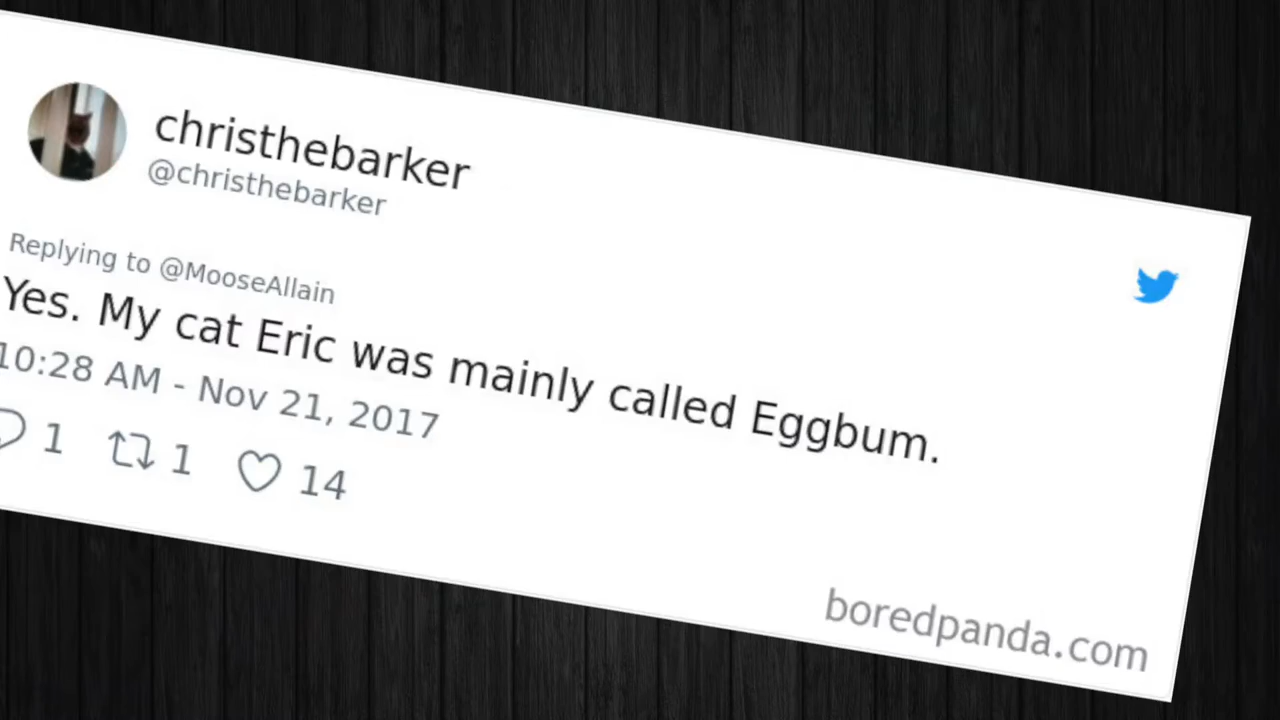 christhebarker
@christhebarker
Replying to @MooseAllain
Yes. My cat Eric was mainly called Eggbum.
10:28 AM - Nov 21, 2017
1 1 14
boredpanda.com